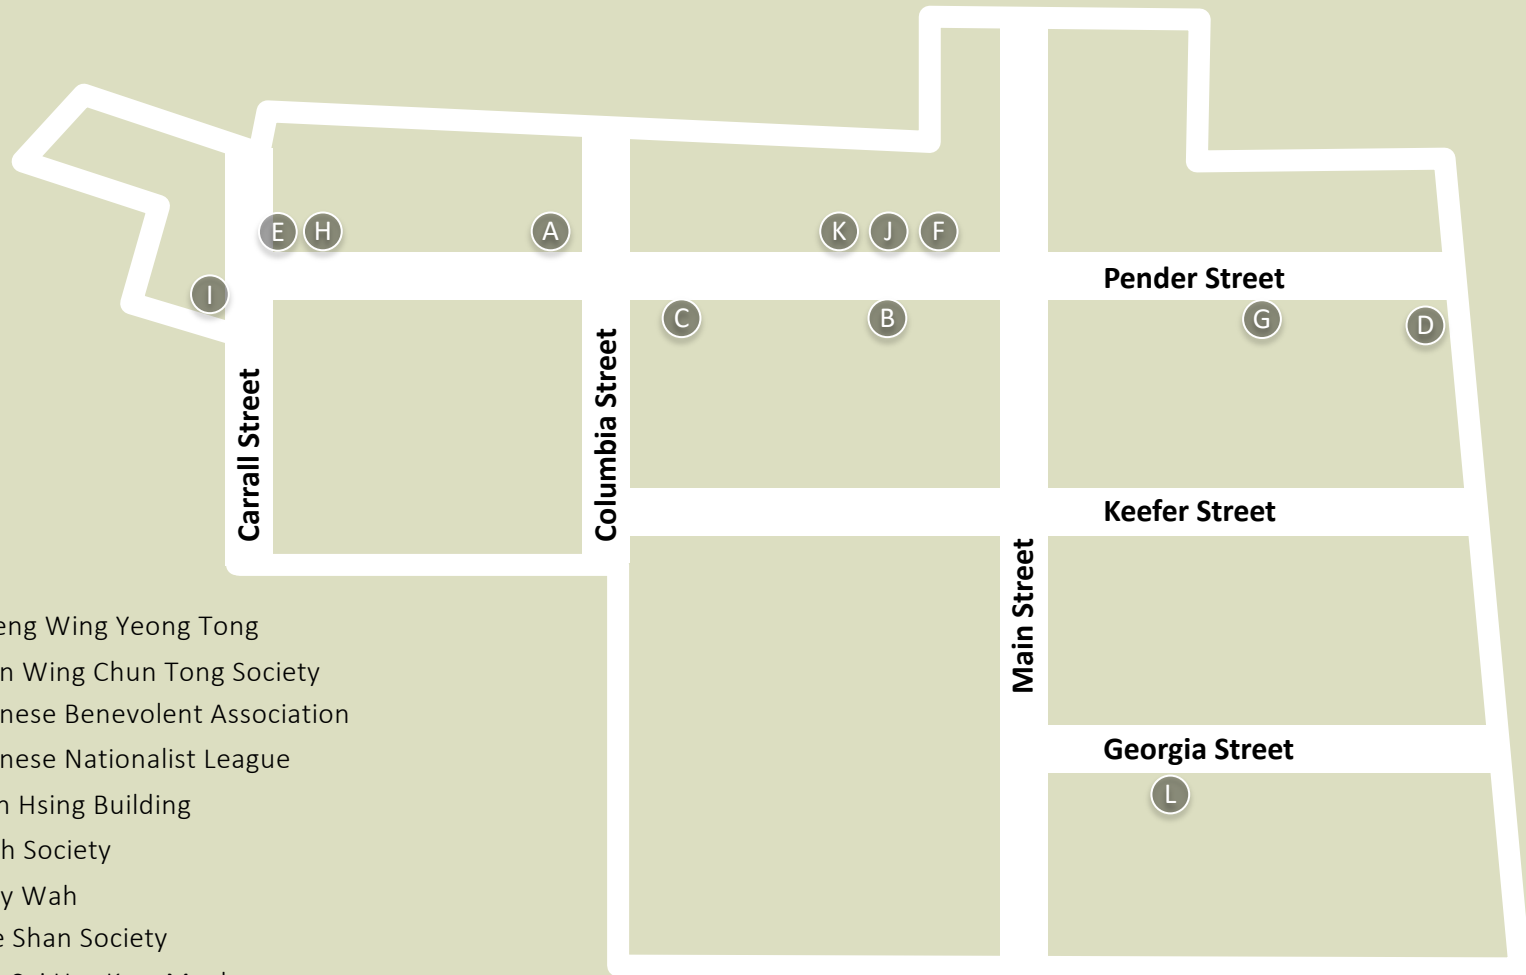 E H A K J F
Pender Street
I
C B G D
Carrall Street
Columbia Street
Keefer Street
Main Street
eng Wing Yeong Tong
n Wing Chun Tong Society
nese Benevolent Association
nese Nationalist League
Georgia Street
L
n Hsing Building
h Society
y Wah
e Shan Society